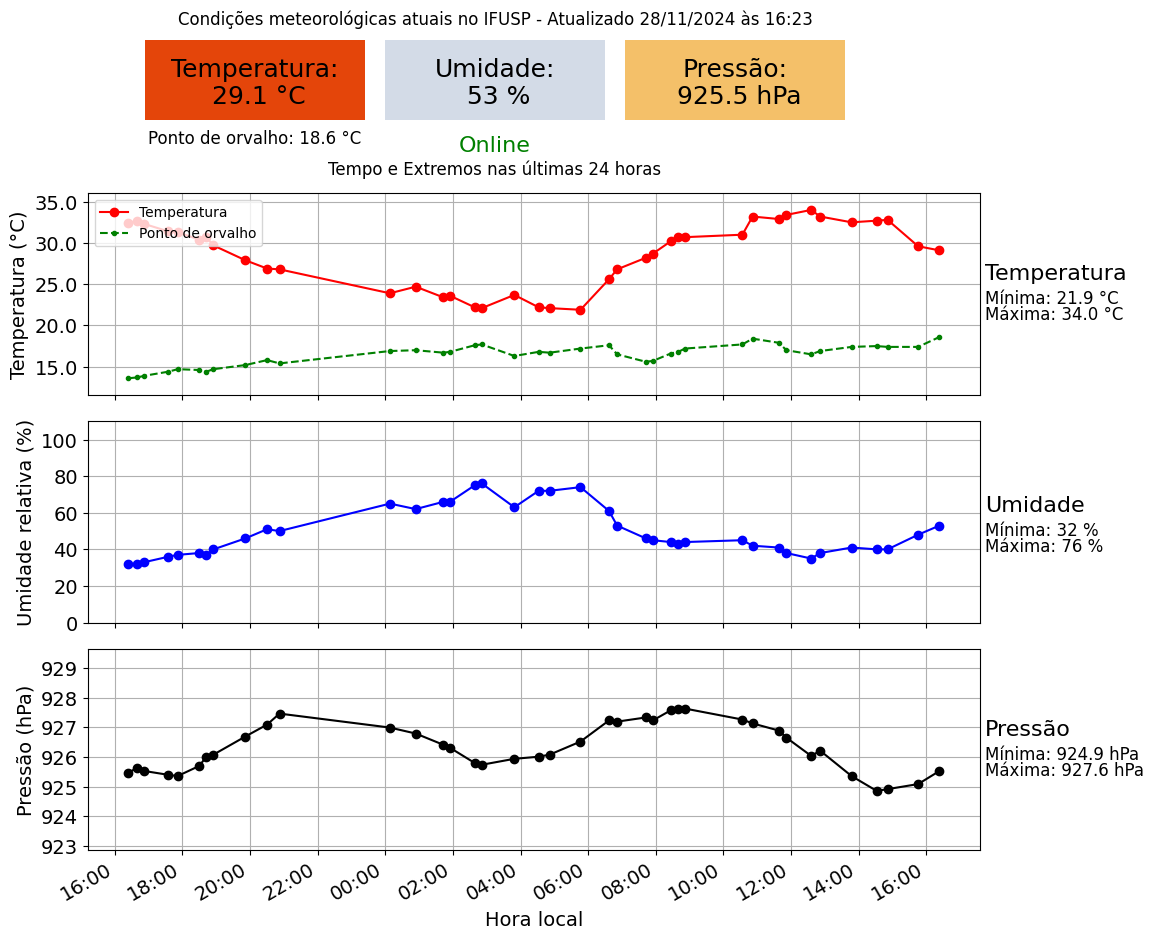 Condições meteorológicas atuais no IFUSP - Atualizado 28/11/2024 às 16:23
Temperatura:
29.1 °C
Umidade:
53 %
Pressão:
925.5 hPa
Ponto de orvalho: 18.6 °C
Online
Tempo e Extremos nas últimas 24 horas
Temperatura (°C)
35.0
30.0
25.0
20.0
15.0
Temperatura
Ponto de orvalho
Temperatura
Mínima: 21.9 °C
Máxima: 34.0 °C
Umidade relativa (%)
100
80
60
40
20
0
Umidade
Mínima: 32 %
Máxima: 76 %
Pressão (hPa)
929
928
927
926
925
924
923
Pressão
Mínima: 924.9 hPa
Máxima: 927.6 hPa
16:00
18:00
20:00
22:00
00:00
02:00
04:00
06:00
08:00
10:00
12:00
14:00
16:00
Hora local